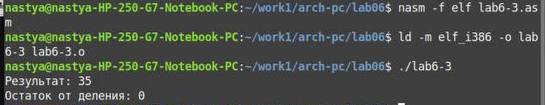 nastya@nastya-HP-250-G7-Notebook-PC:~/work1/arch-pc/lab06$ nasm -f elf lab6-3.as
m
nastya@nastya-HP-250-G7-Notebook-PC:~/work1/arch-pc/lab06$ ld -m elf_i386 -o lab
6-3 lab6-3.o
nastya@nastya-HP-250-G7-Notebook-PC:~/work1/arch-pc/lab06$ ./lab6-3
Результат: 35
Остаток от деления: 0